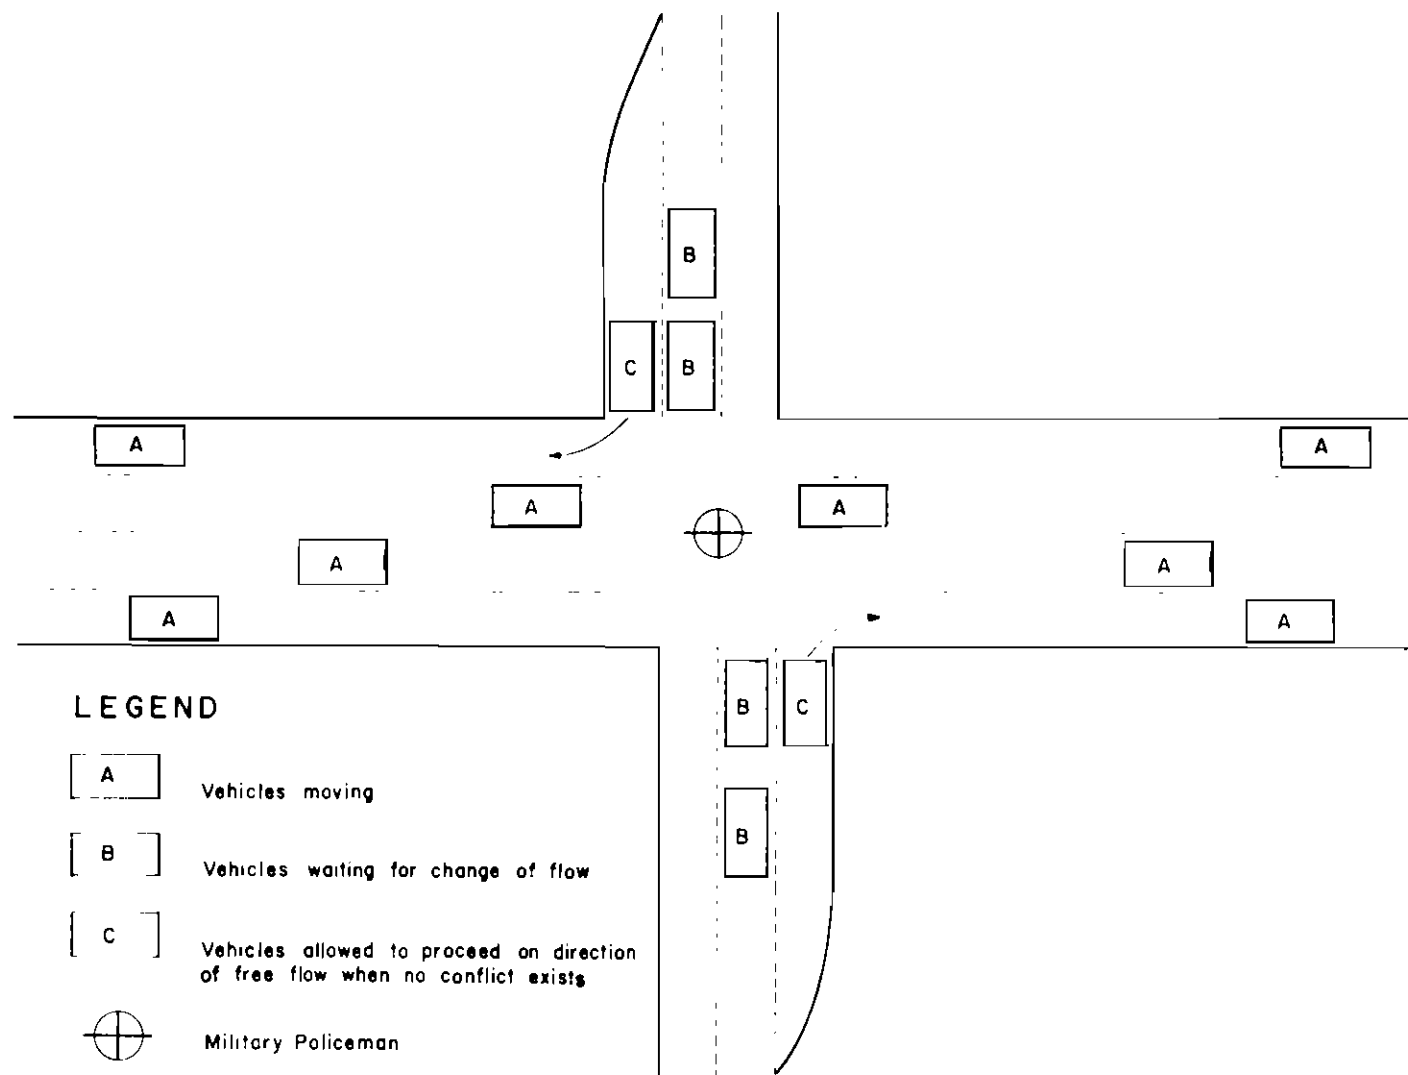 B
C B
A A
A A
A A
A A
B C
B
LEGEND
A Vehicles moving
B Vehicles waiting for change of flow
C Vehicles allowed to proceed on direction
of free flow when no conflict exists
Military Policeman